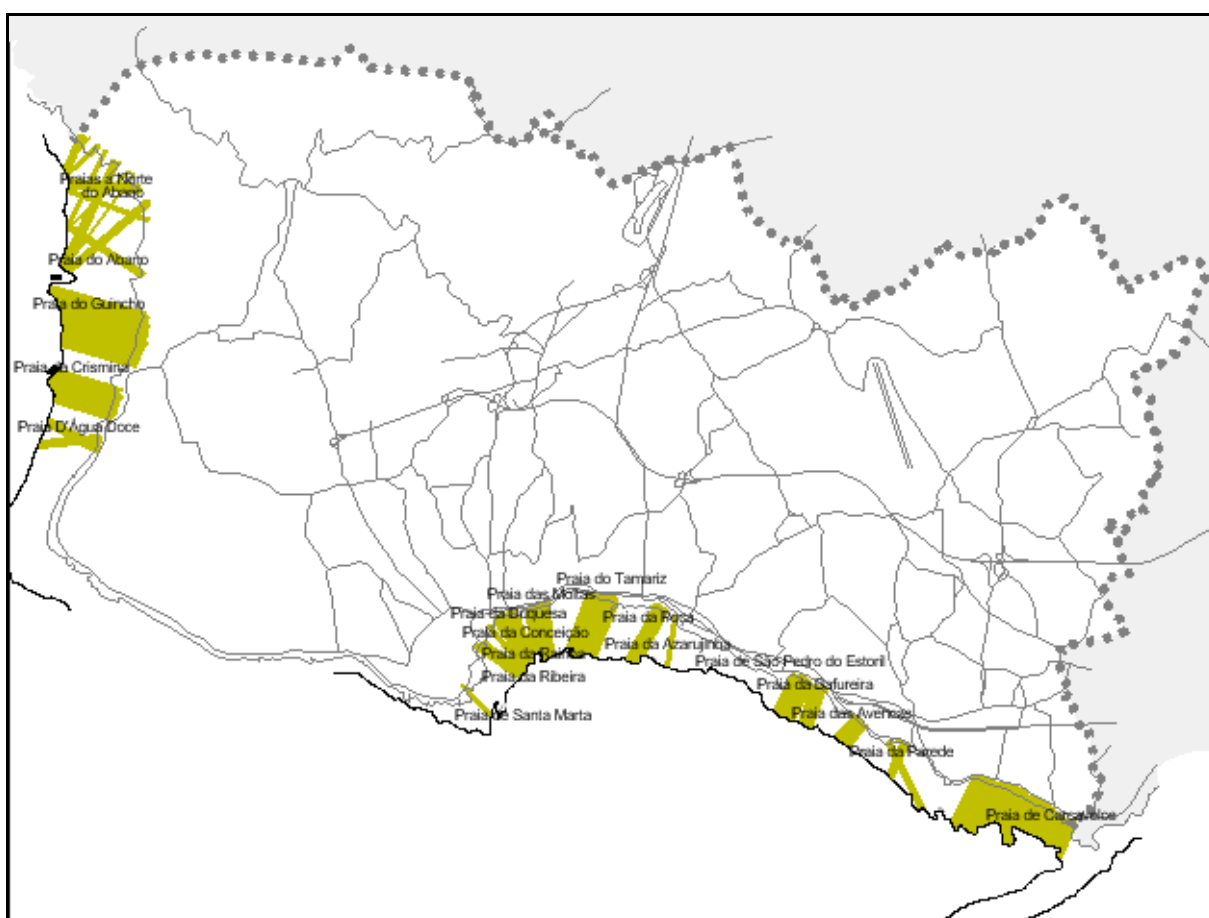 Praias a Norte
do Abano
Praia do Abano
Praia do Guincho
Praia da Crismina
Praia D'Água Doce
Praia do Tamariz
Praia das Moitas
Praia da Duquesa
Praia da Poça
Praia da Conceição
Praia da Azarujinha
Praia da Rainha
Praia de São Pedro do Estoril
Praia da Ribeira
Praia da Bafureira
Praia de Santa Marta
Praia das Avencas
Praia da Parede
Praia de Carcavelos